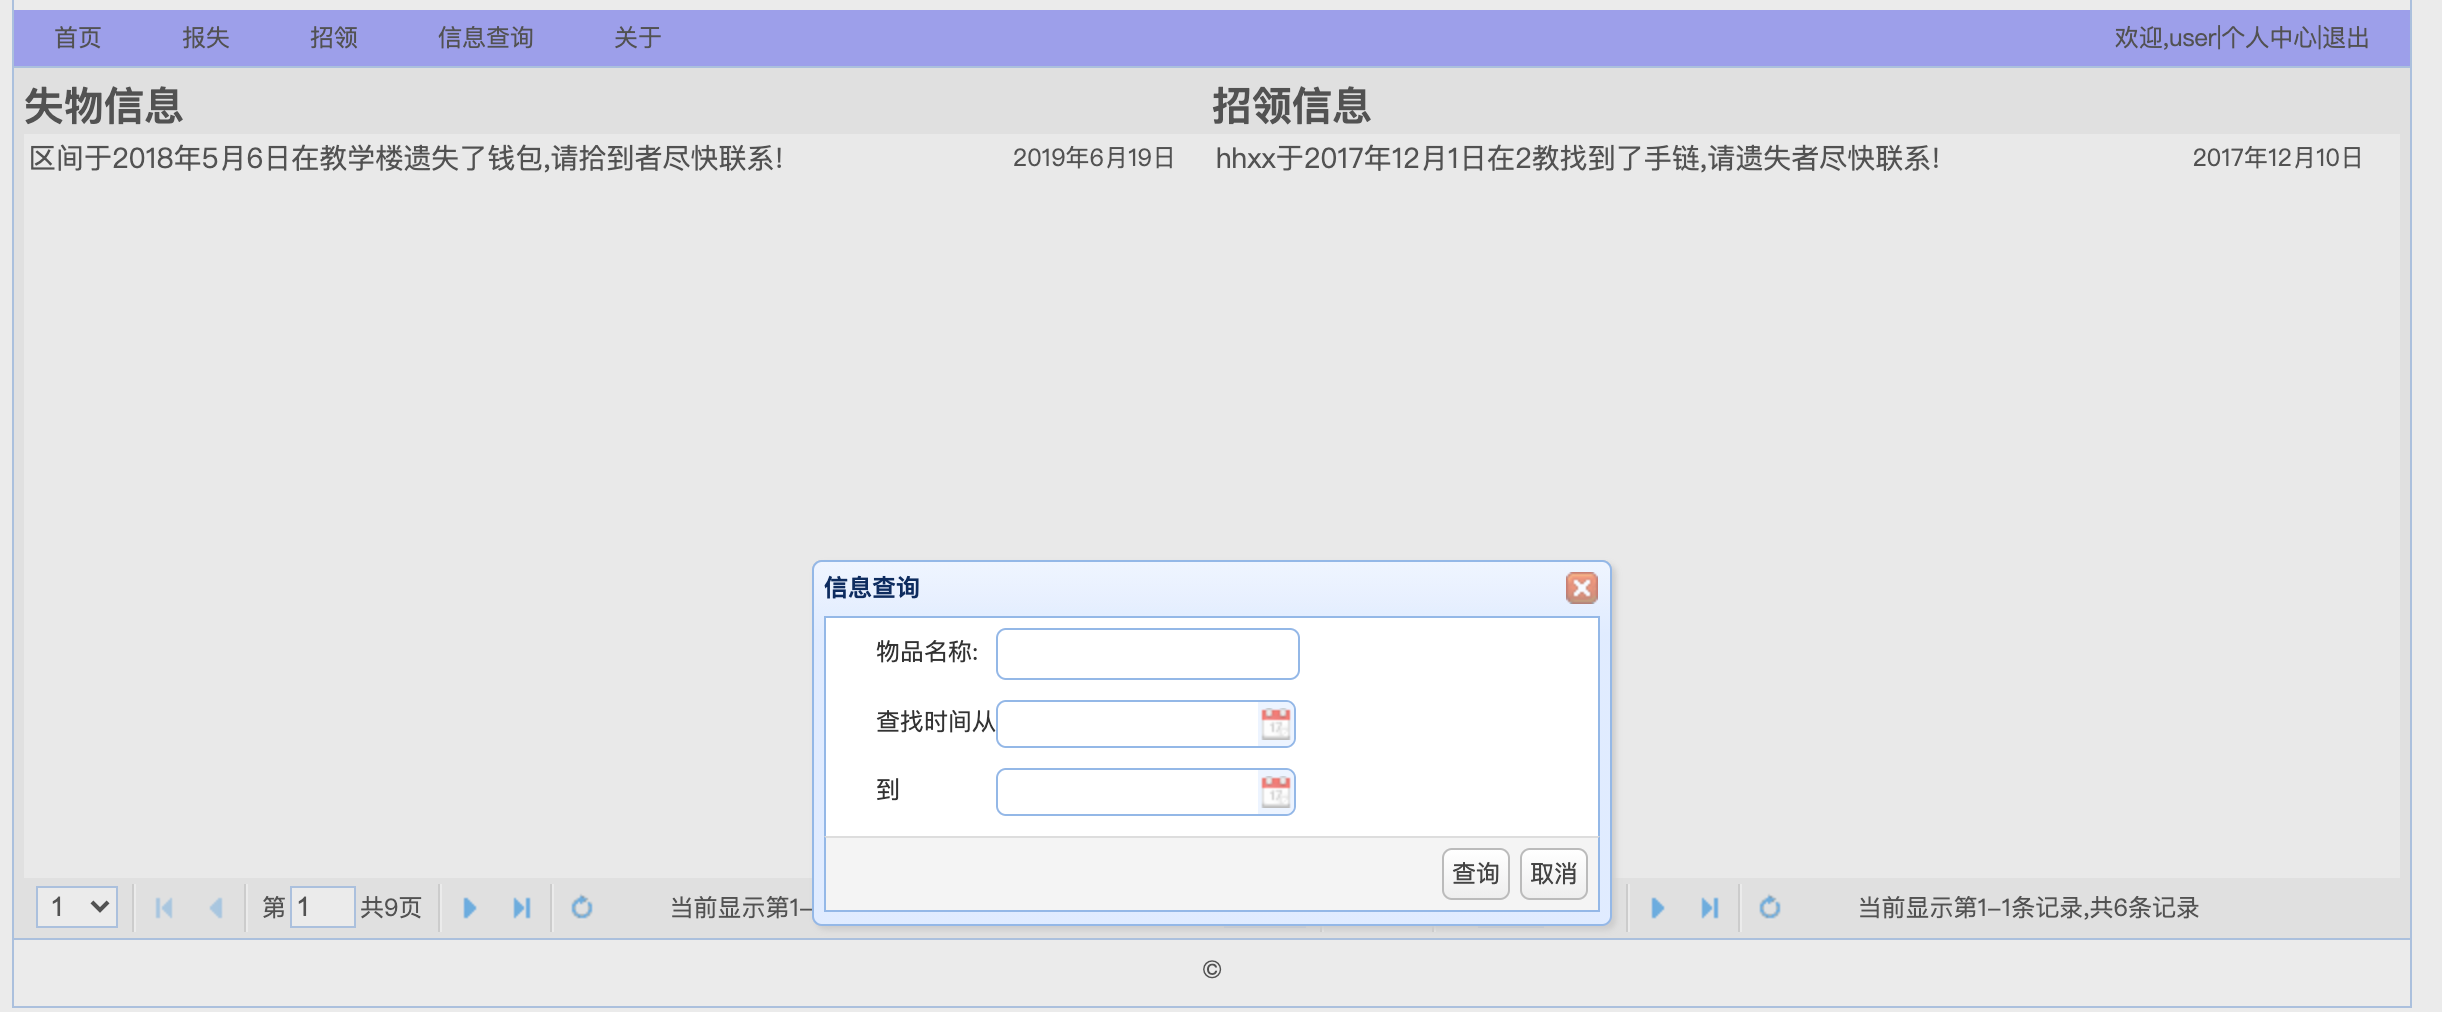 首页 报失 招领 信息查询 关于 欢迎,user|个人中心|退出
失物信息 招领信息
区间于2018年5月6日在教学楼遗失了钱包,请拾到者尽快联系! 2019年6月19日 hhxx于2017年12月1日在2教找到了手链,请遗失者尽快联系! 2017年12月10日
信息查询
物品名称:
查找时间从
17
到
17
查询 取消
1 第 1 共9页 当前显示第1– 当前显示第1–1条记录,共6条记录
©